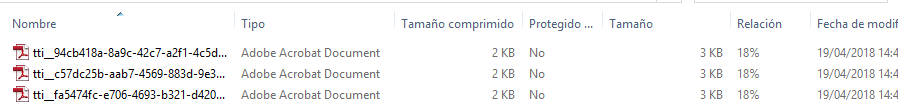 Nombre Tipo Tamaño comprimido Protegido ... Tamaño Relación Fecha de modif
tti__94cb418a-8a9c-42c7-a2f1-4c5d... Adobe Acrobat Document 2 KB No 3 KB 18% 19/04/2018 14:4
tti__c57dc25b-aab7-4569-883d-9e3... Adobe Acrobat Document 2 KB No 3 KB 18% 19/04/2018 14:4
tti__fa5474fc-e706-4693-b321-d420... Adobe Acrobat Document 2 KB No 3 KB 18% 19/04/2018 14:4